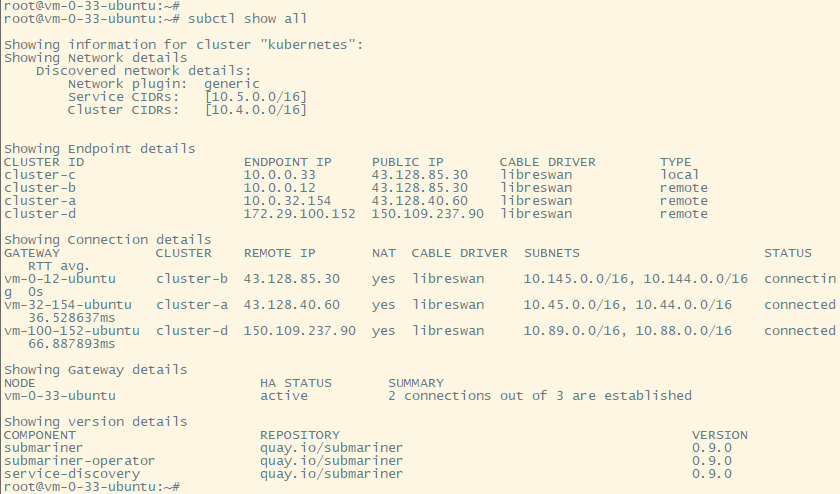 root@vm-0-33-ubuntu:~#
root@vm-0-33-ubuntu:~# subctl show all
Showing information for cluster "kubernetes":
Showing Network details
    Discovered network details:
        Network plugin:  generic
        Service CIDRs:   [10.5.0.0/16]
        Cluster CIDRs:   [10.4.0.0/16]
Showing Endpoint details
CLUSTER ID                    ENDPOINT IP     PUBLIC IP       CABLE DRIVER        TYPE
cluster-c                     10.0.0.33       43.128.85.30    libreswan           local
cluster-b                     10.0.0.12       43.128.85.30    libreswan           remote
cluster-a                     10.0.32.154     43.128.40.60    libreswan           remote
cluster-d                     172.29.100.152  150.109.237.90  libreswan           remote
Showing Connection details
GATEWAY            CLUSTER    REMOTE IP       NAT  CABLE DRIVER  SUBNETS                       STATUS
   RTT avg.
vm-0-12-ubuntu     cluster-b  43.128.85.30    yes  libreswan     10.145.0.0/16, 10.144.0.0/16  connectin
g  0s
vm-32-154-ubuntu   cluster-a  43.128.40.60    yes  libreswan     10.45.0.0/16, 10.44.0.0/16    connected
   36.528637ms
vm-100-152-ubuntu  cluster-d  150.109.237.90  yes  libreswan     10.89.0.0/16, 10.88.0.0/16    connected
   66.887893ms
Showing Gateway details
NODE                            HA STATUS       SUMMARY
vm-0-33-ubuntu                  active          2 connections out of 3 are established
Showing version details
COMPONENT                       REPOSITORY                                            VERSION
submariner                      quay.io/submariner                                    0.9.0
submariner-operator             quay.io/submariner                                    0.9.0
service-discovery               quay.io/submariner                                    0.9.0
root@vm-0-33-ubuntu:~#